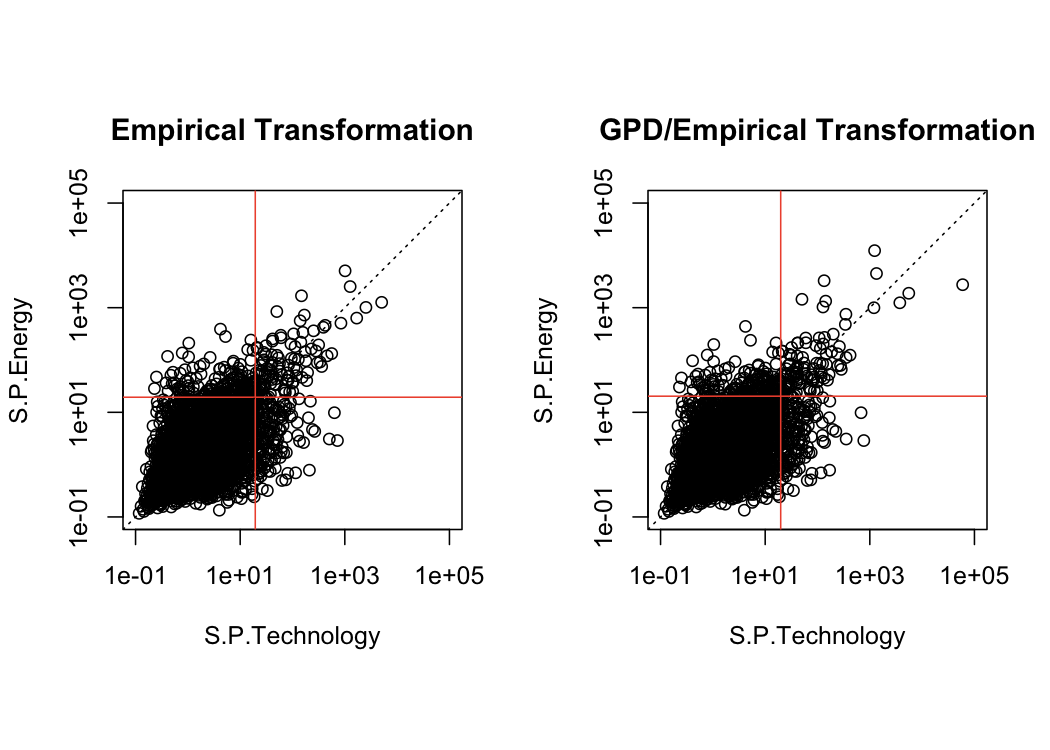 Empirical Transformation
S.P.Energy
1e+05
1e+03
1e+01
1e-01
1e-01 1e+01 1e+03 1e+05
S.P.Technology
GPD/Empirical Transformation
S.P.Energy
1e+05
1e+03
1e+01
1e-01
1e-01 1e+01 1e+03 1e+05
S.P.Technology